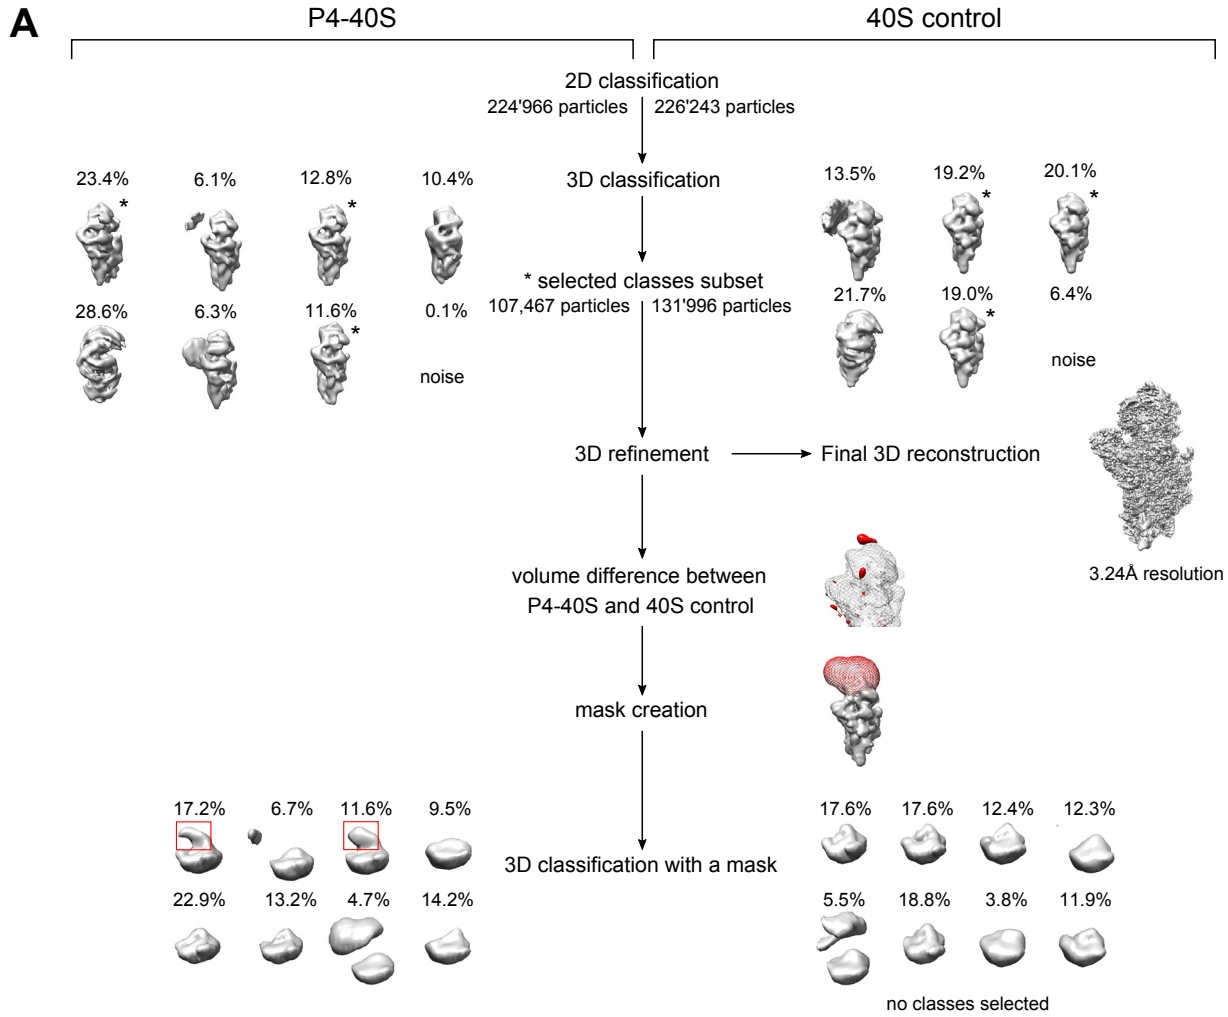 A
P4-40S
40S control
2D classification
224'966 particles
226'243 particles
3D classification
23.4%
6.1%
12.8%
10.4%
*
*
28.6%
6.3%
11.6%
0.1%
*
noise
13.5%
19.2%
20.1%
*
*
21.7%
19.0%
6.4%
*
noise
* selected classes subset
107,467 particles
131'996 particles
3D refinement
Final 3D reconstruction
3.24Å resolution
volume difference between
P4-40S and 40S control
mask creation
3D classification with a mask
17.2%
6.7%
11.6%
9.5%
22.9%
13.2%
4.7%
14.2%
17.6%
17.6%
12.4%
12.3%
5.5%
18.8%
3.8%
11.9%
no classes selected